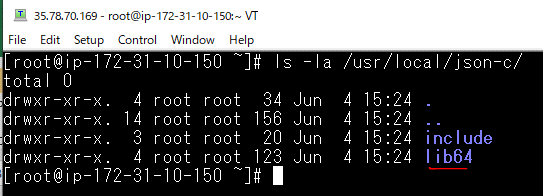 35.78.70.169 - root@ip-172-31-10-150:~ VT
File Edit Setup Control Window Help
[root@ip-172-31-10-150 ~]# ls -la /usr/local/json-c/
total 0
drwxr-xr-x.  4 root root  34 Jun  4 15:24 .
drwxr-xr-x. 14 root root 156 Jun  4 15:24 ..
drwxr-xr-x.  3 root root  20 Jun  4 15:24 include
drwxr-xr-x.  4 root root 123 Jun  4 15:24 lib64
[root@ip-172-31-10-150 ~]#